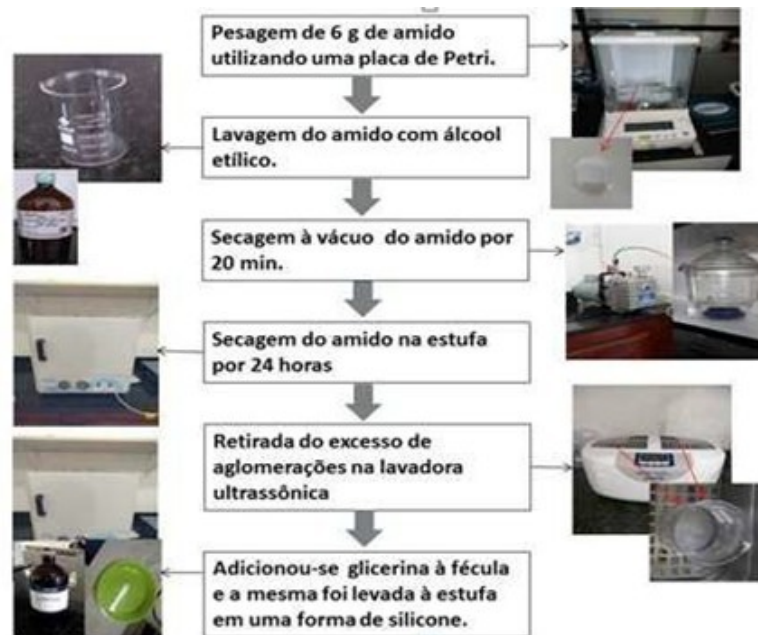 Pesagem de 6 g de amido
utilizando uma placa de Petri.
Lavagem do amido com álcool
etílico.
Secagem à vácuo do amido por
20 min.
Secagem do amido na estufa
por 24 horas
Retirada do excesso de
aglomerações na lavadora
ultrassônica
Adicionou-se glicerina à fécula
e a mesma foi levada à estufa
em uma forma de silicone.